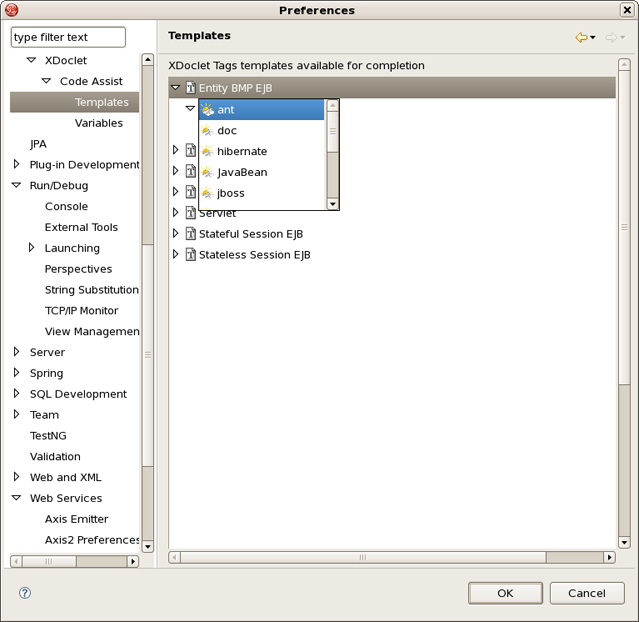 Preferences
type filter text
XDoclet
Code Assist
Templates
Variables
JPA
Plug-in Development
Run/Debug
Console
External Tools
Launching
Perspectives
String Substitution
TCP/IP Monitor
View Managemen
Server
Spring
SQL Development
Team
TestNG
Validation
Web and XML
Web Services
Axis Emitter
Axis2 Preferences
Templates
XDoclet Tags templates available for completion
Entity BMP EJB
ant
doc
hibernate
JavaBean
jboss
Servlet
Stateful Session EJB
Stateless Session EJB
OK
Cancel